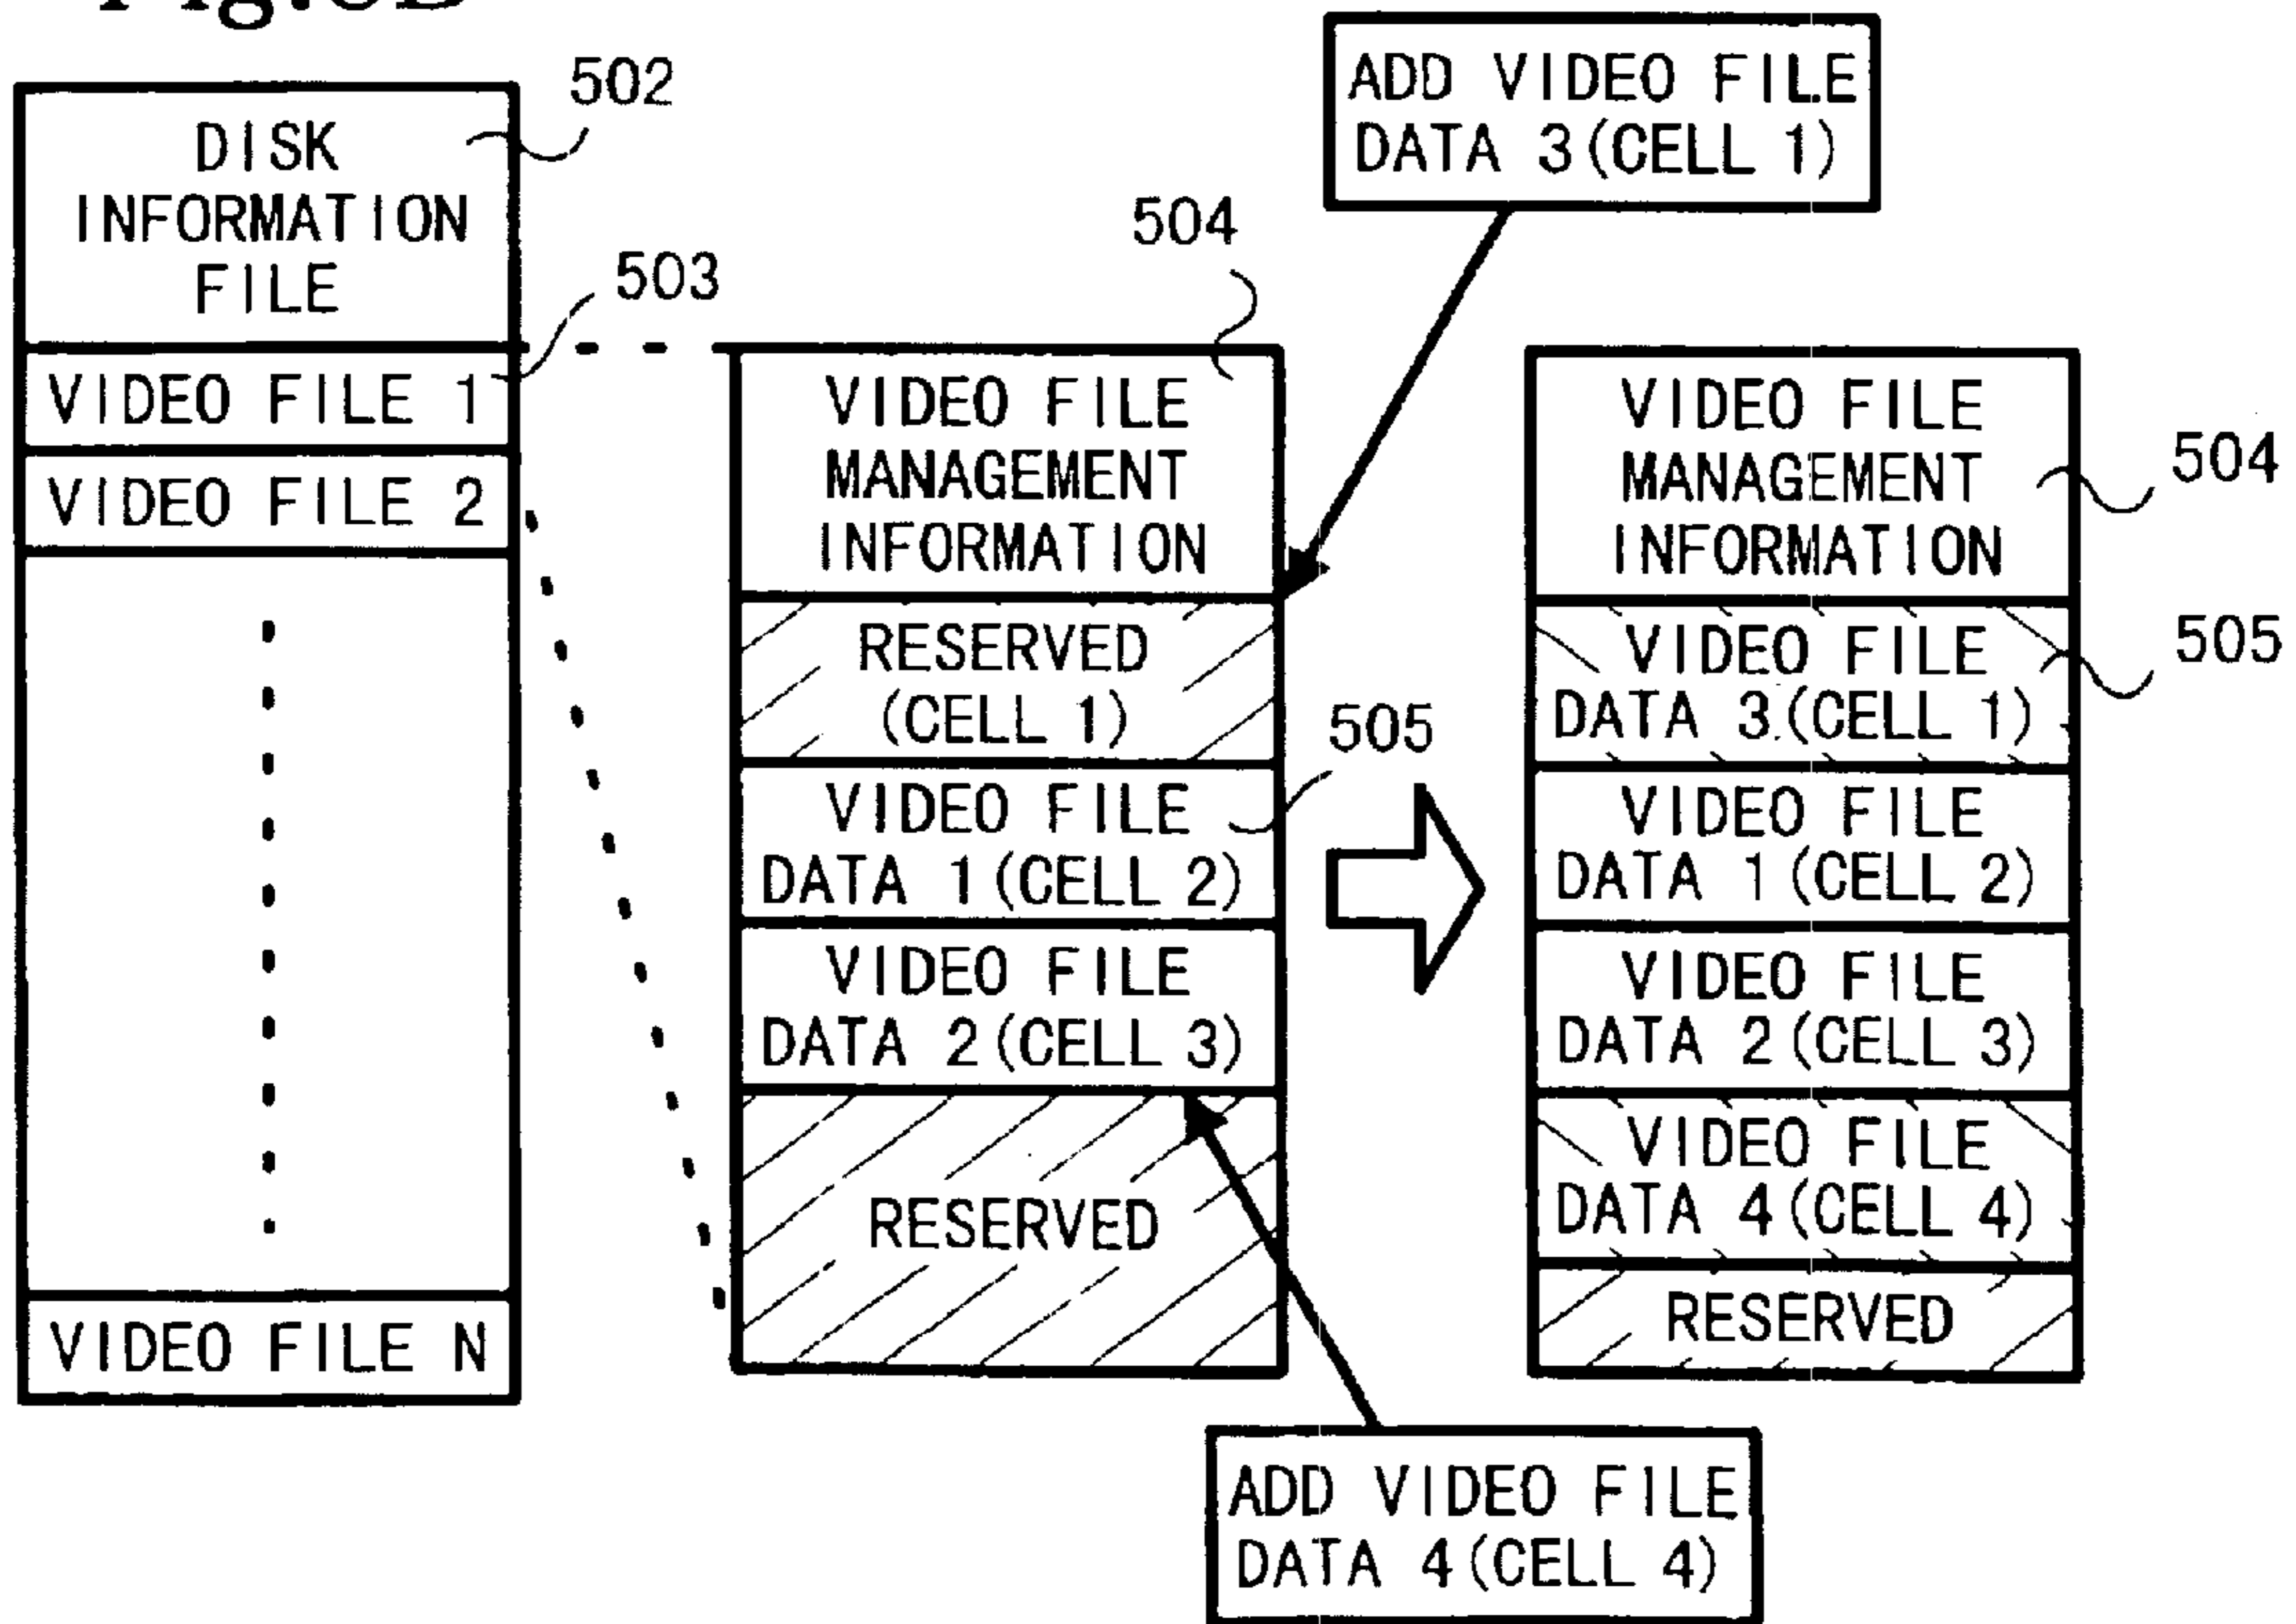 502
DISK
INFORMATION
FILE
503
VIDEO FILE 1
VIDEO FILE 2
VIDEO FILE N
504
VIDEO FILE
MANAGEMENT
INFORMATION
RESERVED
(CELL 1)
505
VIDEO FILE
DATA 1(CELL 2)
VIDEO FILE
DATA 2(CELL 3)
RESERVED
ADD VIDEO FILE
DATA 3(CELL 1)
ADD VIDEO FILE
DATA 4(CELL 4)
VIDEO FILE
MANAGEMENT
INFORMATION
504
VIDEO FILE
DATA 3(CELL 1)
505
VIDEO FILE
DATA 1(CELL 2)
VIDEO FILE
DATA 2(CELL 3)
VIDEO FILE
DATA 4(CELL 4)
RESERVED